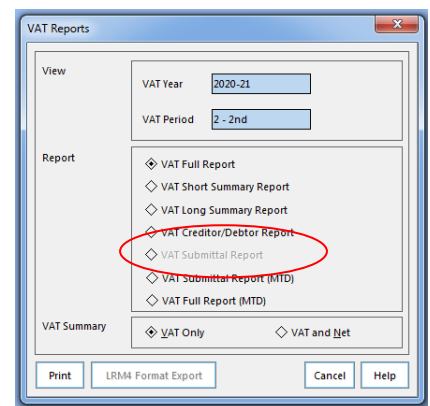 VAT Reports
View
VAT Year 2020-21
VAT Period 2 - 2nd
Report
VAT Full Report
VAT Short Summary Report
VAT Long Summary Report
VAT Creditor/Debtor Report
VAT Submittal Report
VAT Submittal Report (MTD)
VAT Full Report (MTD)
VAT Summary
VAT Only VAT and Net
Print LRM4 Format Export Cancel Help